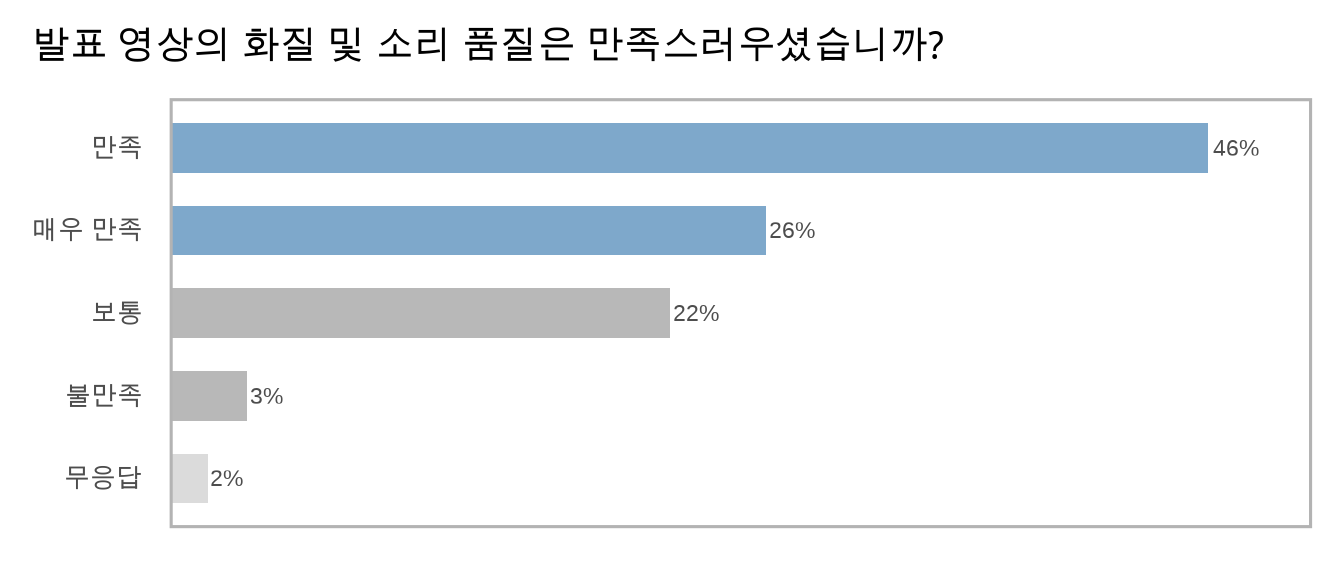 발표 영상의 화질 및 소리 품질은 만족스러우셨습니까?
만족 46%
매우 만족 26%
보통 22%
불만족 3%
무응답 2%